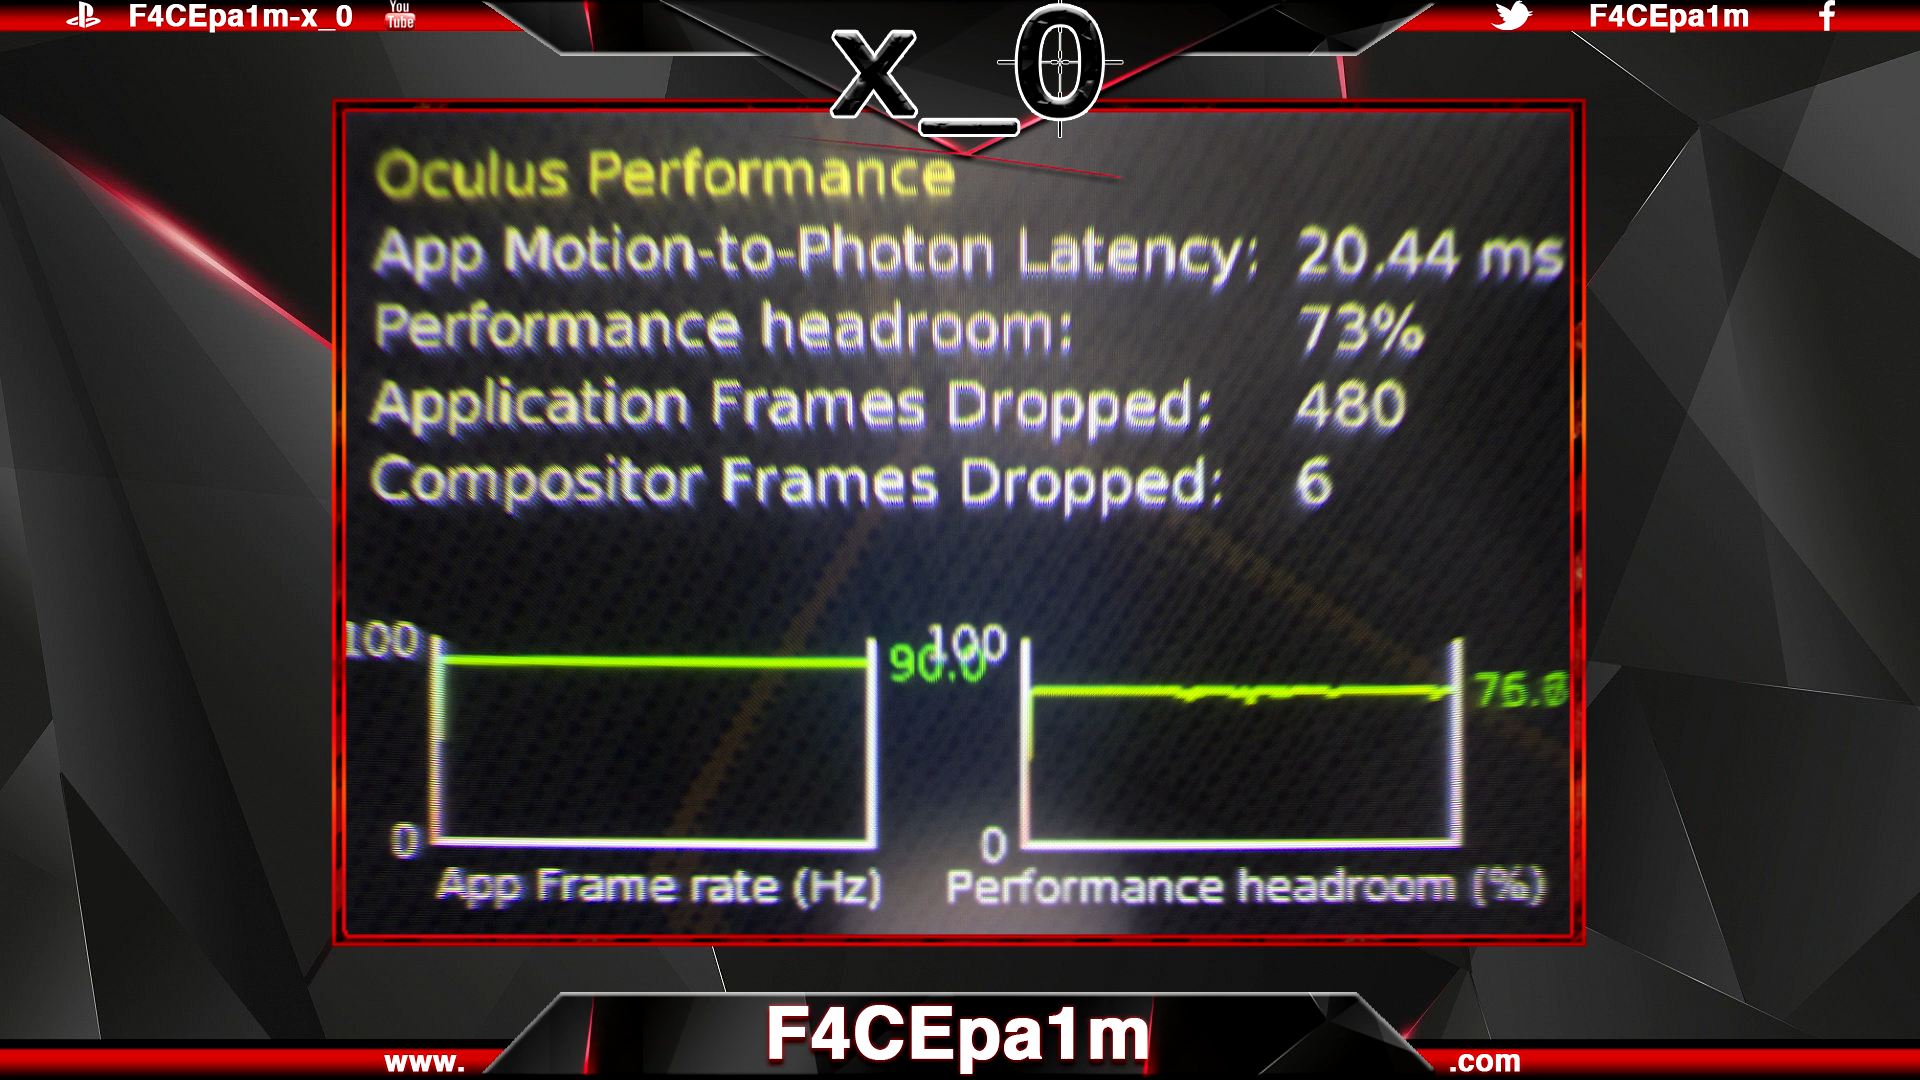 F4CEpa1m-x_0
You
Tube
F4CEpa1m
x_0
Oculus Performance
App Motion-to-Photon Latency: 20.44 ms
Performance headroom: 73%
Application Frames Dropped: 480
Compositor Frames Dropped: 6
100
90.0
0
App Frame rate (Hz)
100
76.8
0
Performance headroom (%)
F4CEpa1m
www.
.com